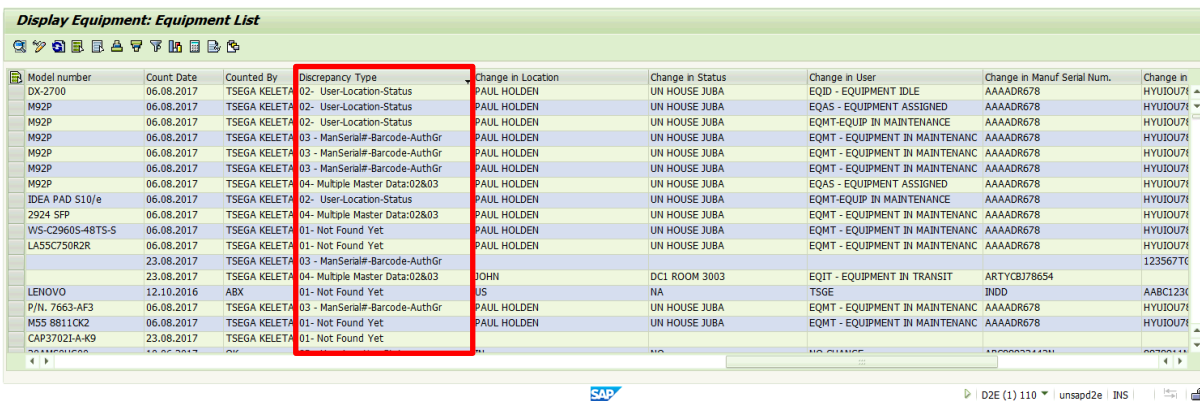 Display Equipment: Equipment List
Model number Count Date Counted By Discrepancy Type Change in Location Change in Status Change in User Change in Manuf Serial Num. Change in
DX-2700 06.08.2017 TSEGA KELETA 02- User-Location-Status PAUL HOLDEN UN HOUSE JUBA EQID - EQUIPMENT IDLE AAAADR678 HYUIOU78
M92P 06.08.2017 TSEGA KELETA 02- User-Location-Status PAUL HOLDEN UN HOUSE JUBA EQAS - EQUIPMENT ASSIGNED AAAADR678 HYUIOU78
M92P 06.08.2017 TSEGA KELETA 02- User-Location-Status PAUL HOLDEN UN HOUSE JUBA EQMT-EQUIP IN MAINTENANCE AAAADR678 HYUIOU78
M92P 06.08.2017 TSEGA KELETA 03 - ManSerial#-Barcode-AuthGr PAUL HOLDEN UN HOUSE JUBA EQMT - EQUIPMENT IN MAINTENANC AAAADR678 HYUIOU78
M92P 06.08.2017 TSEGA KELETA 03 - ManSerial#-Barcode-AuthGr PAUL HOLDEN UN HOUSE JUBA EQMT - EQUIPMENT IN MAINTENANC AAAADR678 HYUIOU78
M92P 06.08.2017 TSEGA KELETA 03 - ManSerial#-Barcode-AuthGr PAUL HOLDEN UN HOUSE JUBA EQMT - EQUIPMENT IN MAINTENANC AAAADR678 HYUIOU78
M92P 06.08.2017 TSEGA KELETA 04- Multiple Master Data:02&03 PAUL HOLDEN UN HOUSE JUBA EQAS - EQUIPMENT ASSIGNED AAAADR678 HYUIOU78
IDEA PAD S10/e 06.08.2017 TSEGA KELETA 02- User-Location-Status PAUL HOLDEN UN HOUSE JUBA EQMT-EQUIP IN MAINTENANCE AAAADR678 HYUIOU78
2924 SFP 06.08.2017 TSEGA KELETA 04- Multiple Master Data:02&03 PAUL HOLDEN UN HOUSE JUBA EQMT - EQUIPMENT IN MAINTENANC AAAADR678 HYUIOU78
WS-C2960S-48TS-S 06.08.2017 TSEGA KELETA 01- Not Found Yet PAUL HOLDEN UN HOUSE JUBA EQMT - EQUIPMENT IN MAINTENANC AAAADR678 HYUIOU78
LA55C750R2R 06.08.2017 TSEGA KELETA 01- Not Found Yet PAUL HOLDEN UN HOUSE JUBA EQMT - EQUIPMENT IN MAINTENANC AAAADR678 HYUIOU78
23.08.2017 TSEGA KELETA 03 - ManSerial#-Barcode-AuthGr 123567TG
23.08.2017 TSEGA KELETA 04- Multiple Master Data:02&03 JOHN DC1 ROOM 3003 EQIT - EQUIPMENT IN TRANSIT ARTYCBJ78654
LENOVO 12.10.2016 ABX 01- Not Found Yet US NA TSGE INDD AABC123C
P/N. 7663-AF3 06.08.2017 TSEGA KELETA 03 - ManSerial#-Barcode-AuthGr PAUL HOLDEN UN HOUSE JUBA EQMT - EQUIPMENT IN MAINTENANC AAAADR678 HYUIOU78
M55 8811CK2 06.08.2017 TSEGA KELETA 01- Not Found Yet PAUL HOLDEN UN HOUSE JUBA EQMT - EQUIPMENT IN MAINTENANC AAAADR678 HYUIOU78
CAP3702I-A-K9 23.08.2017 TSEGA KELETA 01- Not Found Yet
SAP D2E (1) 110 unsapd2e INS